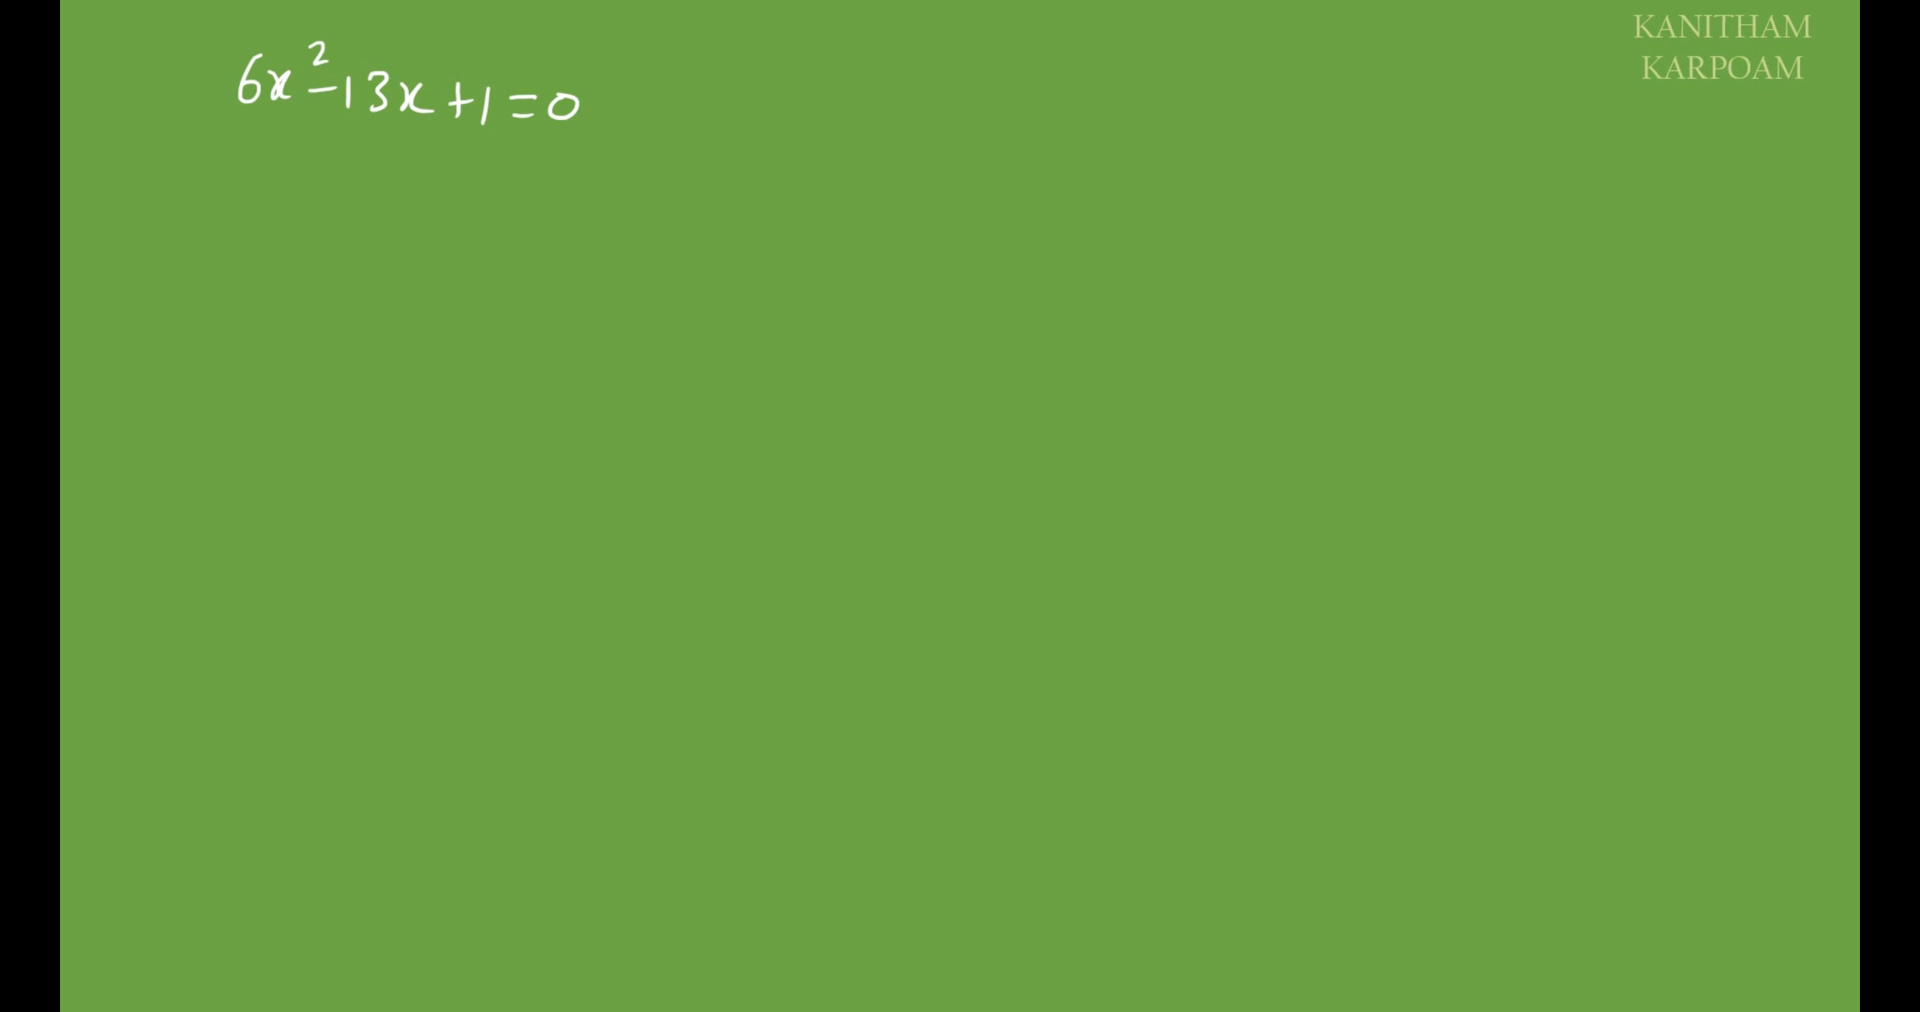 6x² - 13x + 1 = 0
KANITHAM
KARPOAM